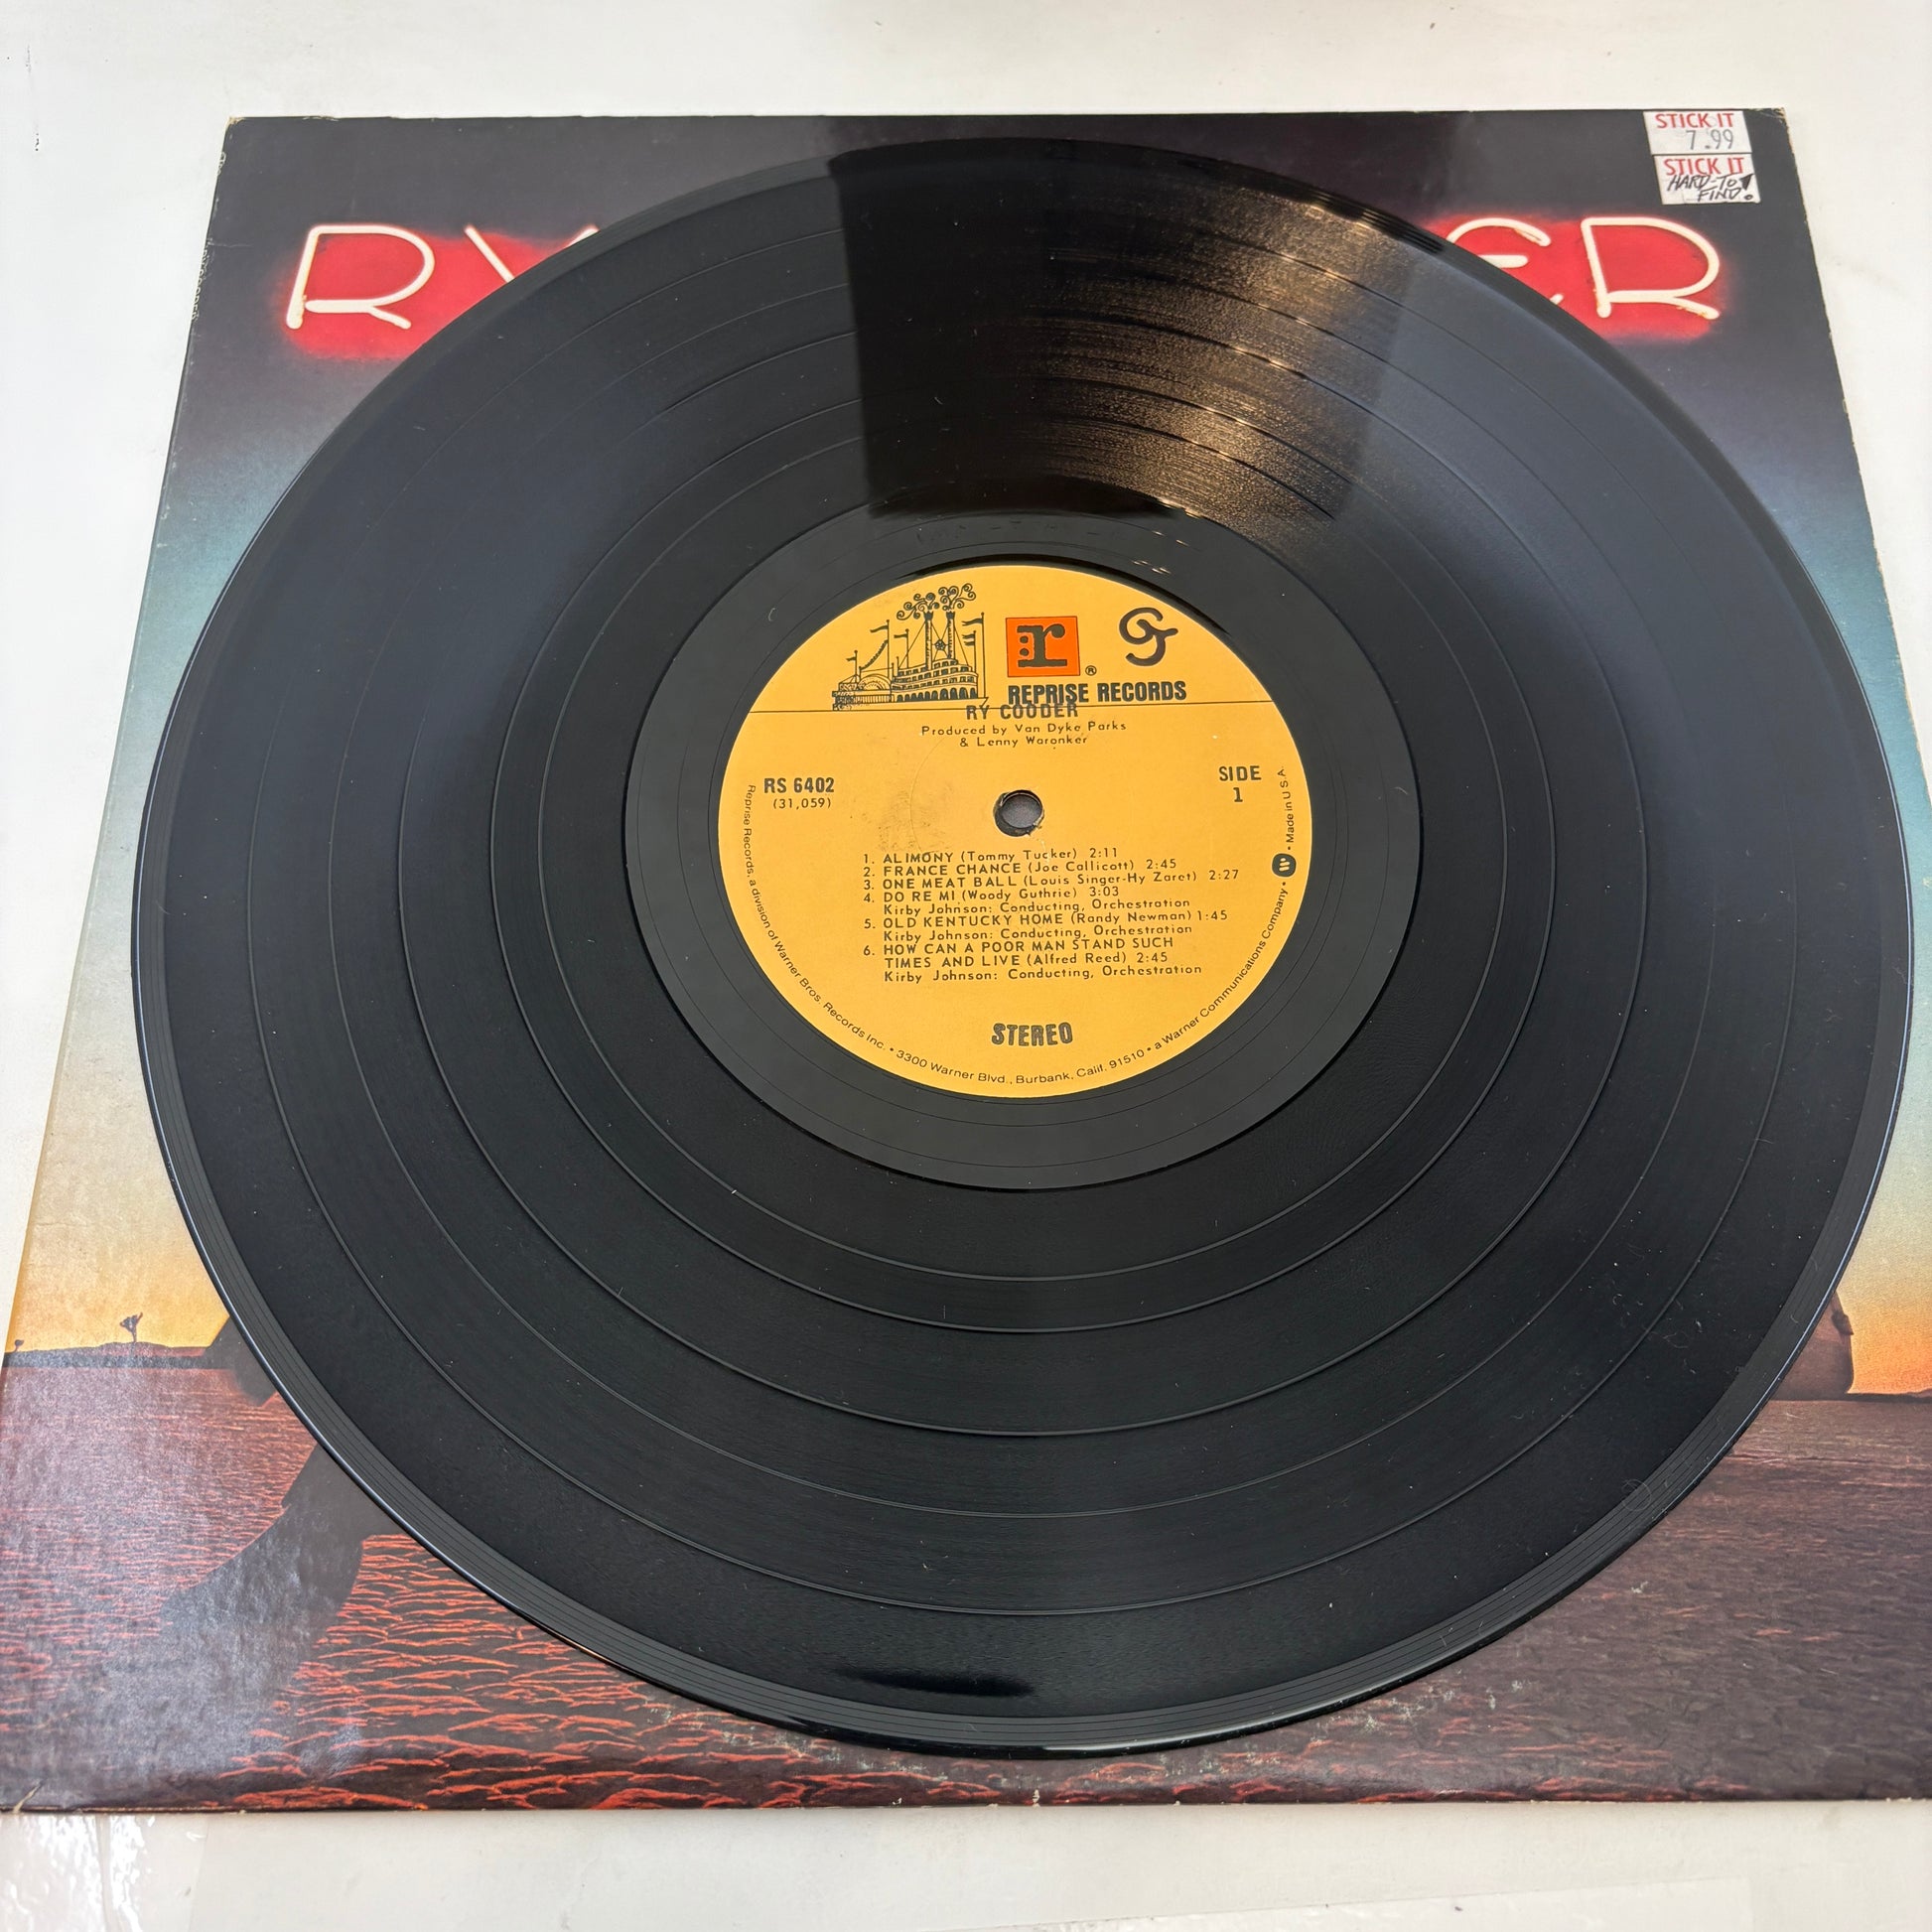 STICK IT
7.99
STICK IT
HARD-TO
FIND!
RY
ER
r
®
REPRISE RECORDS
RY COODER
Produced by Van Dyke Parks
& Lenny Waronker
RS 6402
(31,059)
SIDE
1
1. ALIMONY (Tommy Tucker) 2:11
2. FRANCE CHANCE (Joe Callicott) 2:45
3. ONE MEAT BALL (Louis Singer-Hy Zaret) 2:27
4. DO RE MI (Woody Guthrie) 3:03
Kirby Johnson: Conducting, Orchestration
5. OLD KENTUCKY HOME (Randy Newman) 1:45
Kirby Johnson: Conducting, Orchestration
6. HOW CAN A POOR MAN STAND SUCH
TIMES AND LIVE (Alfred Reed) 2:45
Kirby Johnson: Conducting, Orchestration
STEREO
Reprise Records, a division of Warner Bros. Records Inc. • 3300 Warner Blvd., Burbank, Calif. 91510 • a Warner Communications Company • W • Made in U.S.A.